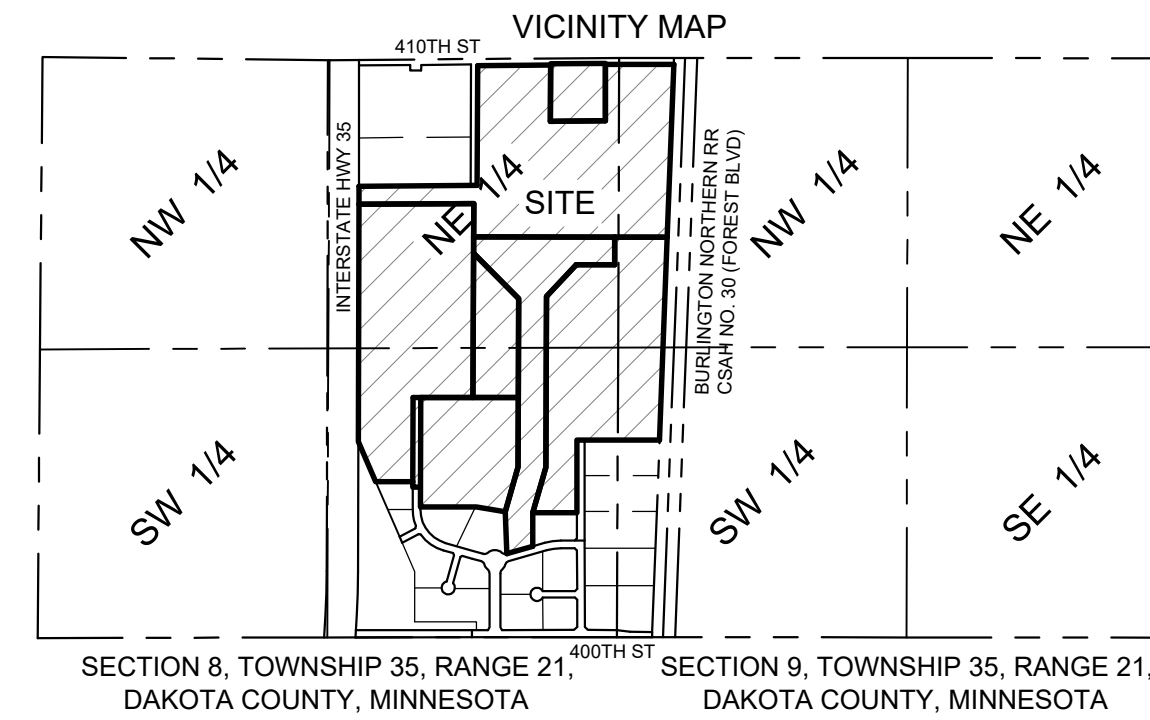 VICINITY MAP
410TH ST
NW 1/4
INTERSTATE HWY 35
NE 1/4
SITE
BURLINGTON NORTHERN RR
CSAH NO. 30 (FOREST BLVD)
NW 1/4
NE 1/4
SW 1/4
SW 1/4
SE 1/4
400TH ST
SECTION 8, TOWNSHIP 35, RANGE 21,
DAKOTA COUNTY, MINNESOTA
SECTION 9, TOWNSHIP 35, RANGE 21,
DAKOTA COUNTY, MINNESOTA